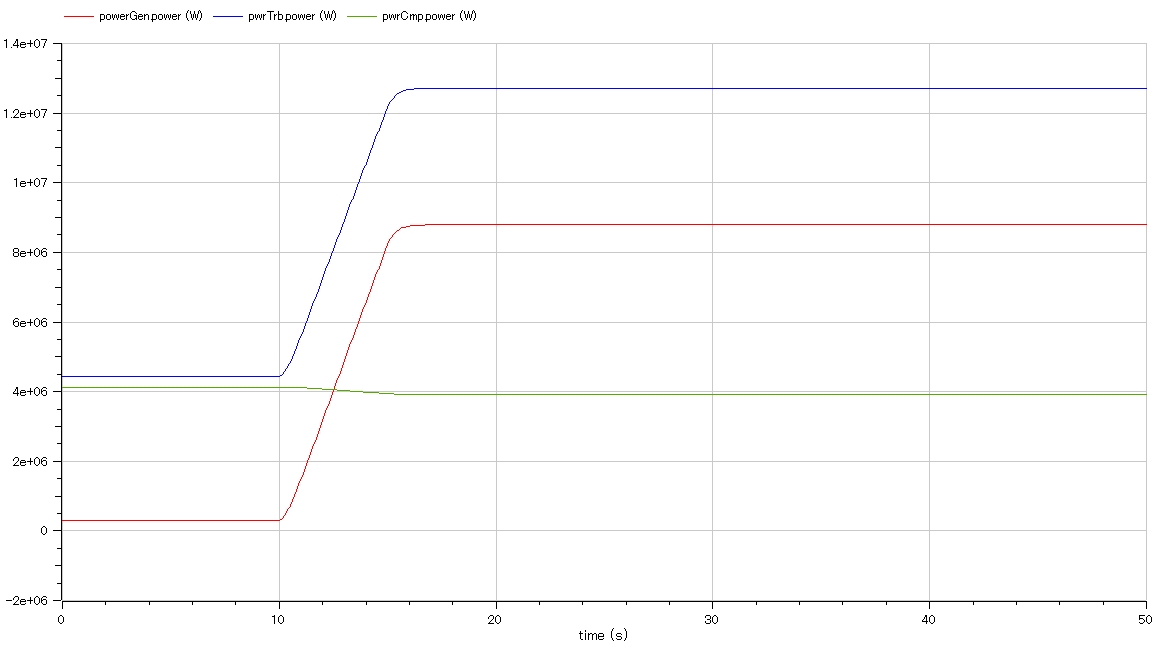 powerGen.power (W) pwrTrb.power (W) pwrCmp.power (W)
1.4e+07
1.2e+07
1e+07
8e+06
6e+06
4e+06
2e+06
0
-2e+06
0 10 20 30 40 50
time (s)